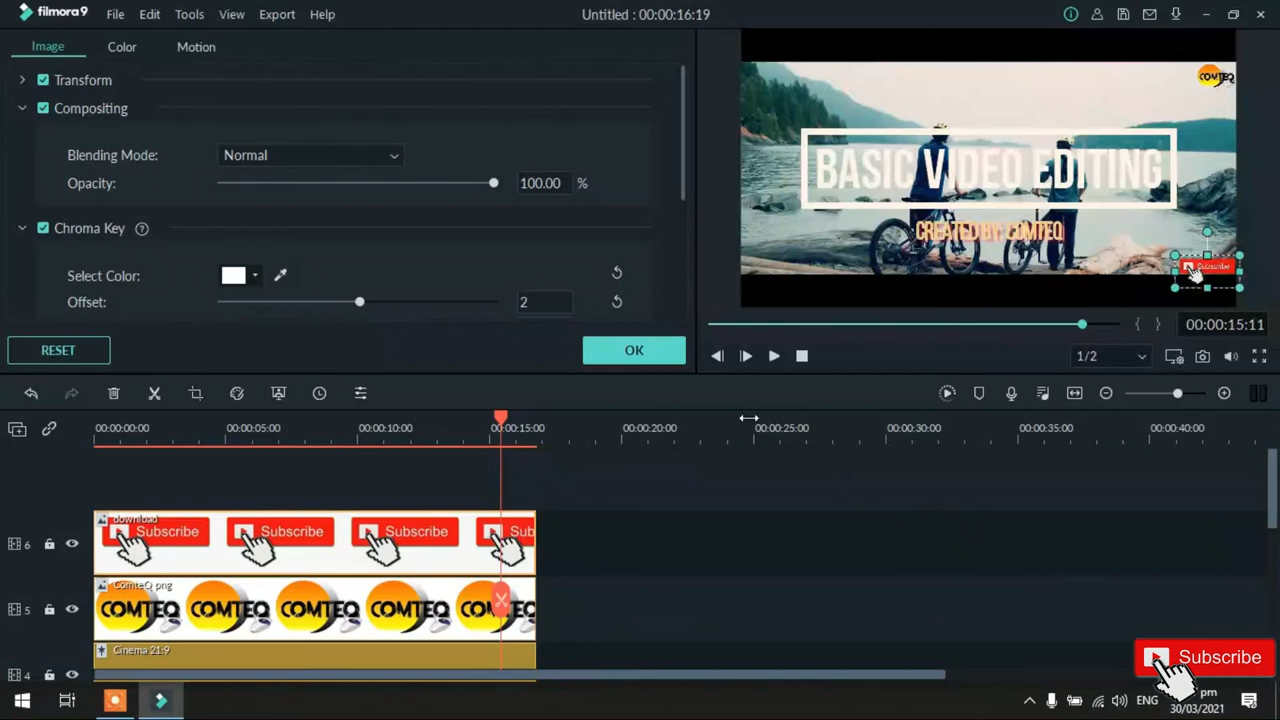 filmora9
File Edit Tools View Export Help
Untitled : 00:00:16:19
Image Color Motion
Transform
Compositing
Blending Mode: Normal
Opacity: 100.00 %
Chroma Key
Select Color:
Offset: 2
RESET OK
COMTEQ
BASIC VIDEO EDITING
CREATED BY: COMTEQ
Subscribe
00:00:15:11
1/2
00:00:00:00 00:00:05:00 00:00:10:00 00:00:15:00 00:00:20:00 00:00:25:00 00:00:30:00 00:00:35:00 00:00:40:00
download
Subscribe Subscribe Subscribe Sub
6
ComteQ png
COMTEQ COMTEQ COMTEQ COMTEQ COMTEQ
5
Cinema 21:9
4
Subscribe
ENG
pm
30/03/2021